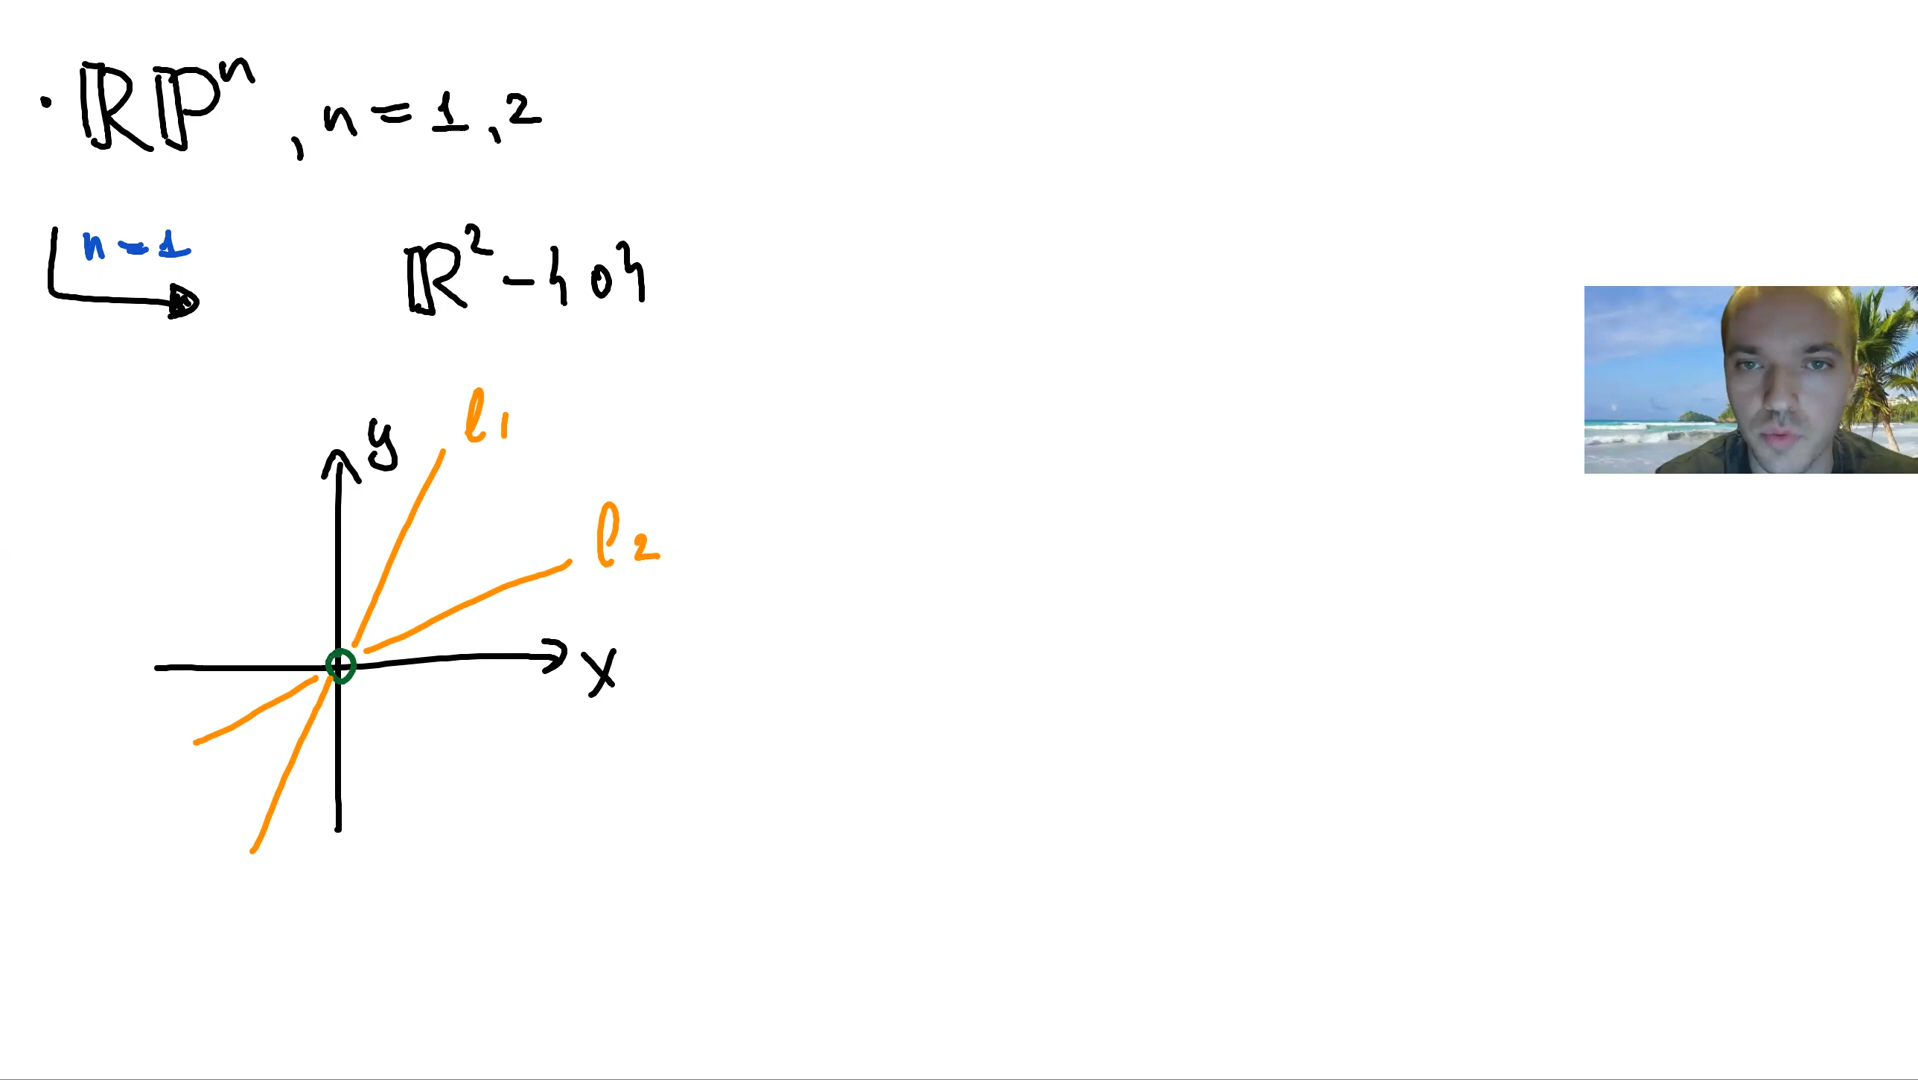 · ℝℙⁿ, n = 1, 2
n = 1
ℝ² - {0}
y
l₁
l₂
x